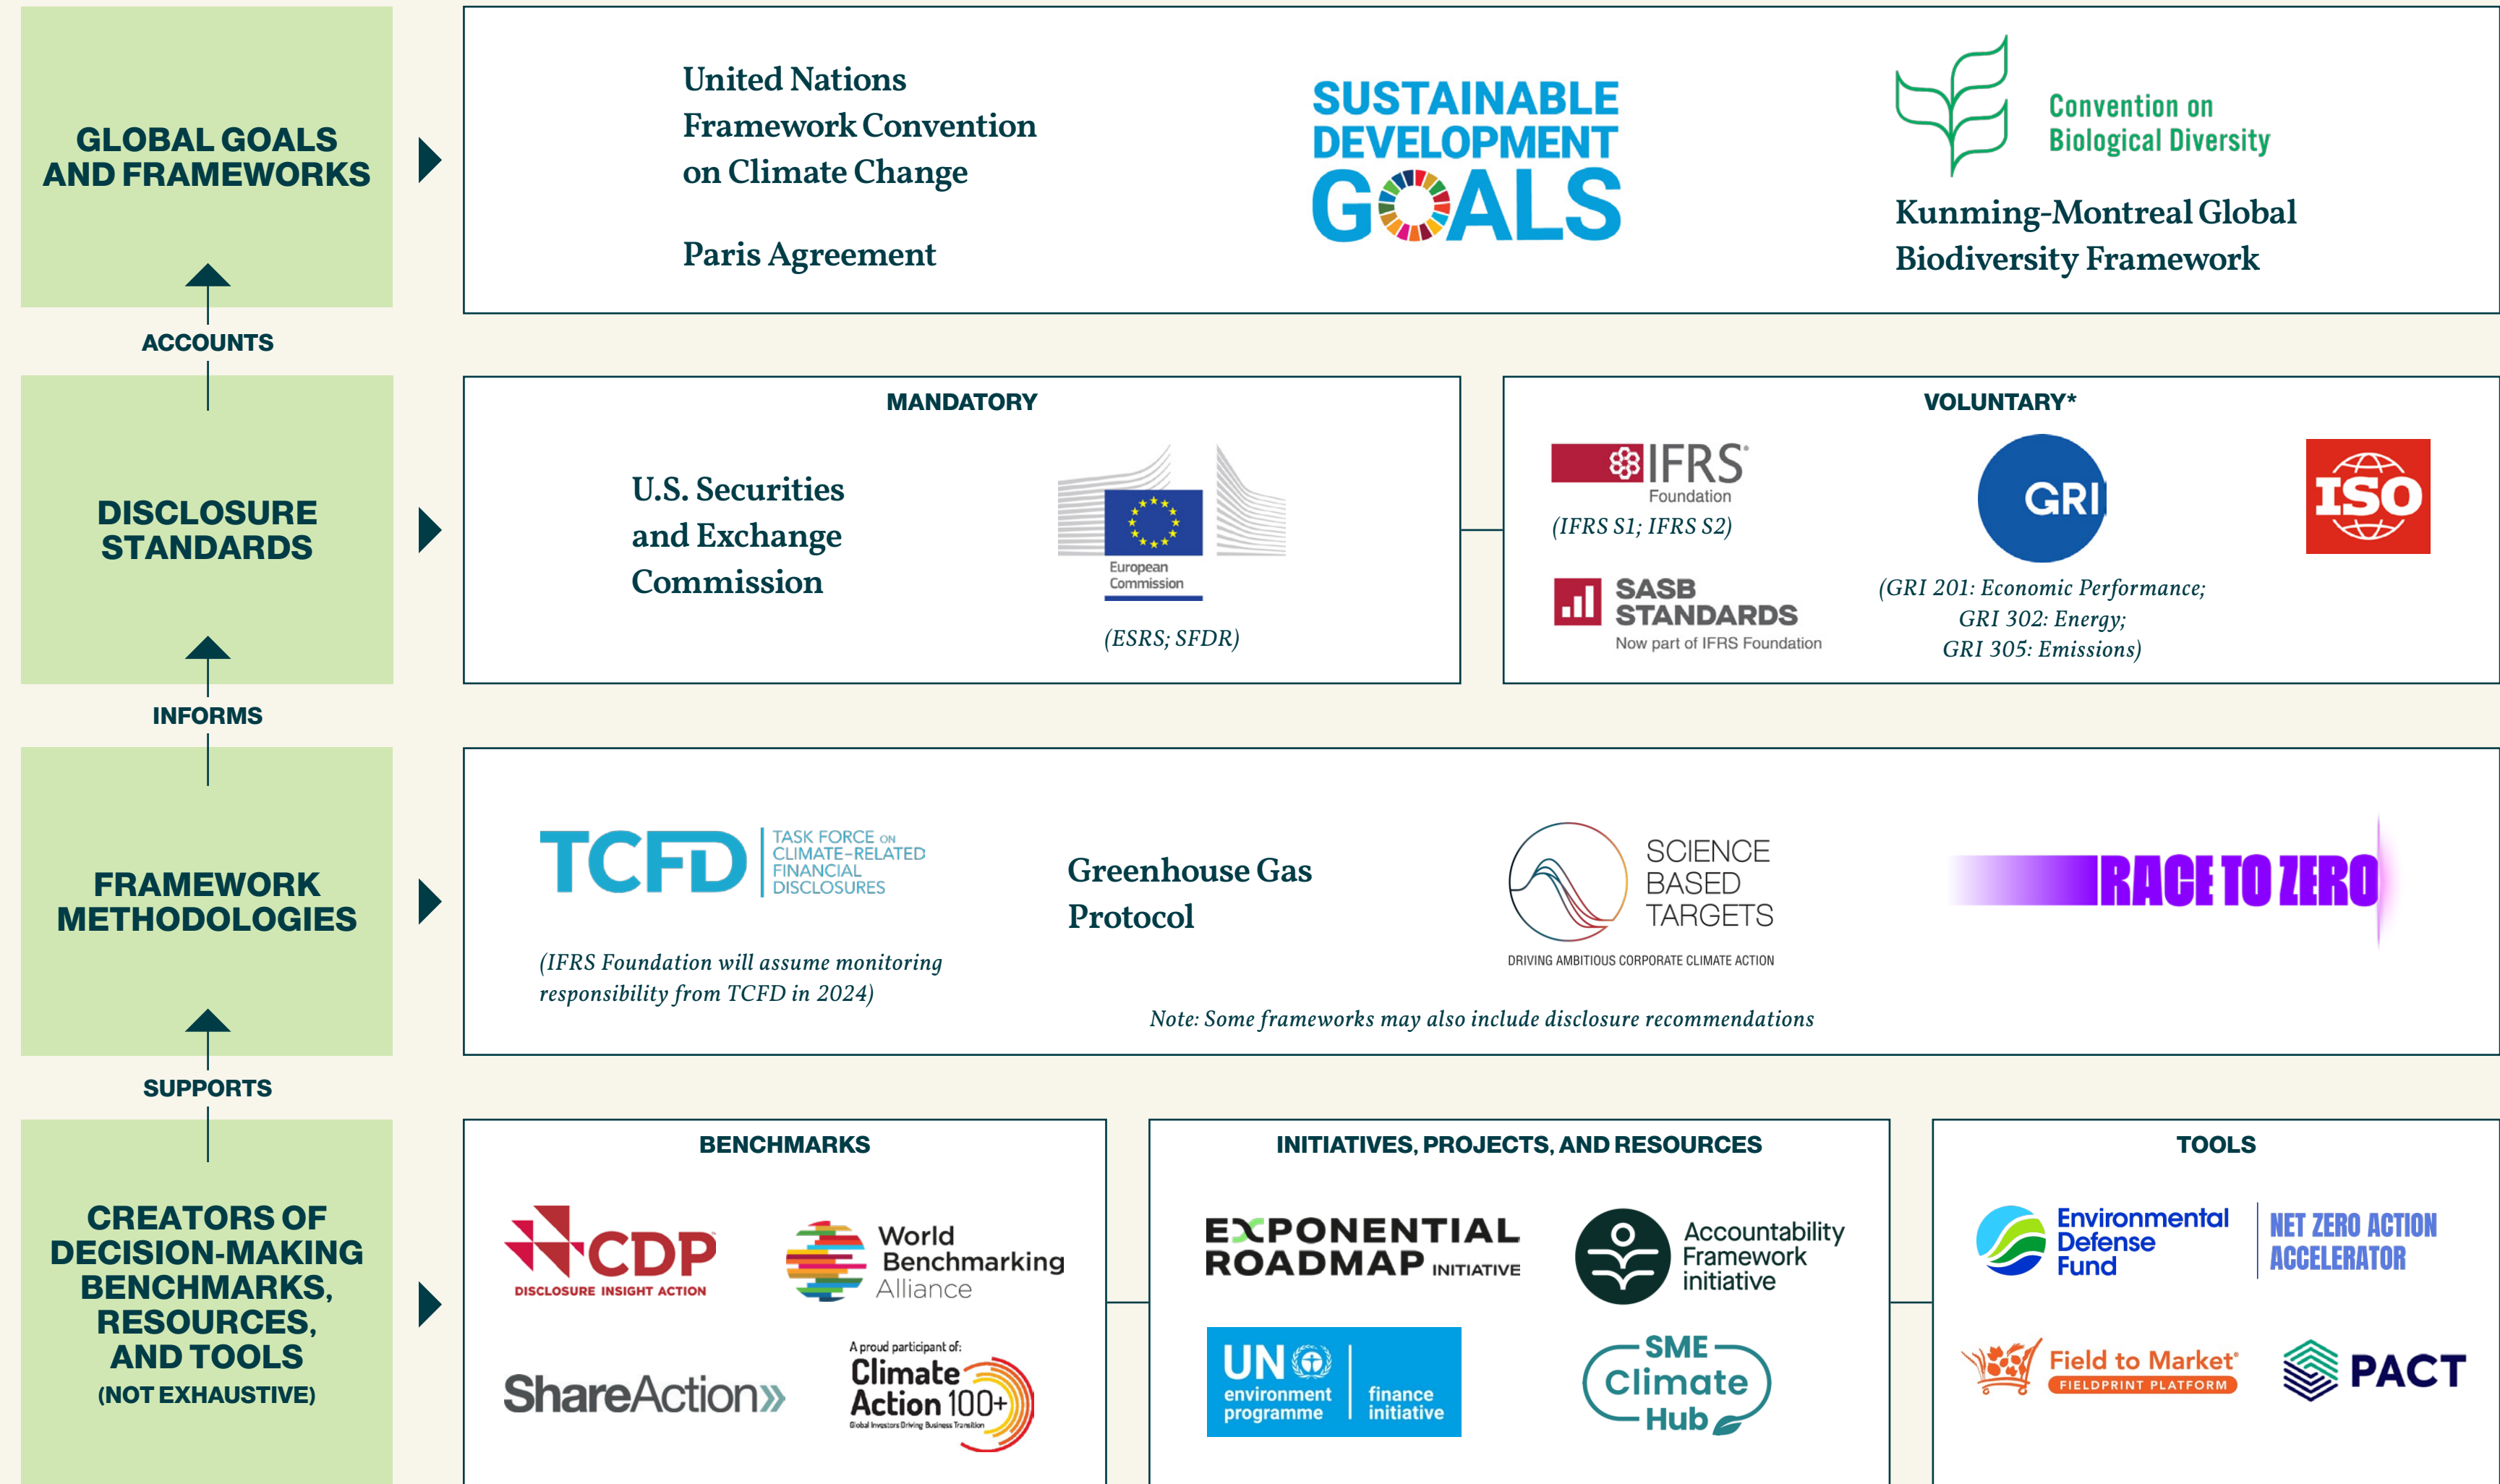 GLOBAL GOALS
AND FRAMEWORKS
United Nations
Framework Convention
on Climate Change
Paris Agreement
SUSTAINABLE
DEVELOPMENT
GOALS
Convention on
Biological Diversity
Kunming-Montreal Global
Biodiversity Framework
ACCOUNTS
DISCLOSURE
STANDARDS
MANDATORY
U.S. Securities
and Exchange
Commission
European
Commission
(ESRS; SFDR)
VOLUNTARY*
IFRS®
Foundation
(IFRS S1; IFRS S2)
SASB
STANDARDS
Now part of IFRS Foundation
GRI
(GRI 201: Economic Performance;
GRI 302: Energy;
GRI 305: Emissions)
ISO
INFORMS
FRAMEWORK
METHODOLOGIES
TCFD
TASK FORCE ON
CLIMATE-RELATED
FINANCIAL
DISCLOSURES
(IFRS Foundation will assume monitoring
responsibility from TCFD in 2024)
Greenhouse Gas
Protocol
SCIENCE
BASED
TARGETS
DRIVING AMBITIOUS CORPORATE CLIMATE ACTION
RACE TO ZERO
Note: Some frameworks may also include disclosure recommendations
SUPPORTS
CREATORS OF
DECISION-MAKING
BENCHMARKS,
RESOURCES,
AND TOOLS
(NOT EXHAUSTIVE)
BENCHMARKS
CDP
DISCLOSURE INSIGHT ACTION
World
Benchmarking
Alliance
ShareAction»
A proud participant of:
Climate
Action 100+
Global Investors Driving Business Transition
INITIATIVES, PROJECTS, AND RESOURCES
EXPONENTIAL
ROADMAP INITIATIVE
Accountability
Framework
initiative
UN
environment
programme
finance
initiative
SME
Climate
Hub
TOOLS
Environmental
Defense
Fund
NET ZERO ACTION
ACCELERATOR
Field to Market®
FIELDPRINT PLATFORM
PACT